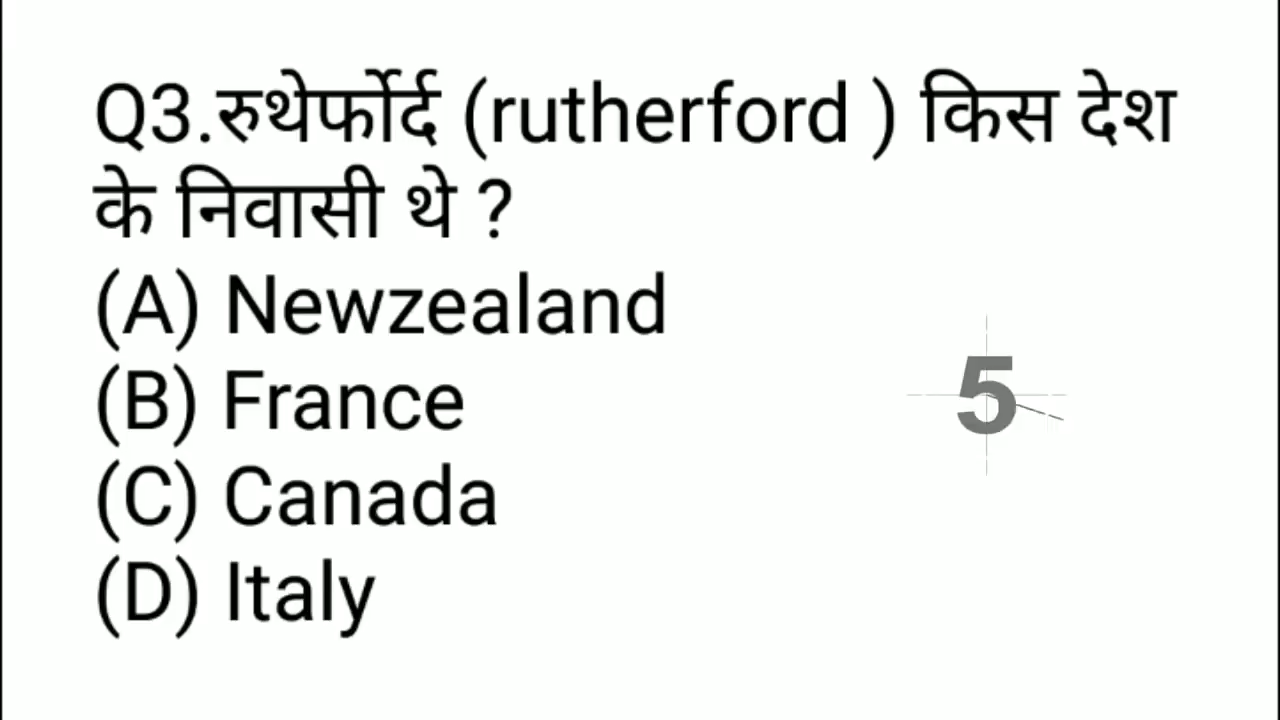 Q3.रुथेर्फोर्द (rutherford ) किस देश
के निवासी थे ?
(A) Newzealand
(B) France
(C) Canada
(D) Italy
5